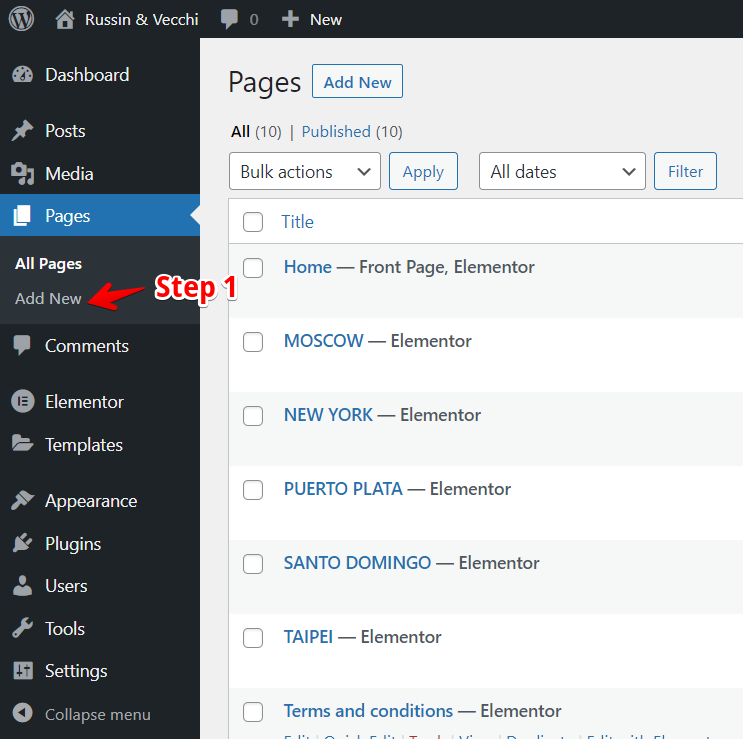 Russin & Vecchi 0 New
Dashboard
Posts
Media
Pages
All Pages
Add New
Step 1
Comments
Elementor
Templates
Appearance
Plugins
Users
Tools
Settings
Collapse menu
Pages Add New
All (10) | Published (10)
Bulk actions Apply All dates Filter
Title
Home — Front Page, Elementor
MOSCOW — Elementor
NEW YORK — Elementor
PUERTO PLATA — Elementor
SANTO DOMINGO — Elementor
TAIPEI — Elementor
Terms and conditions — Elementor